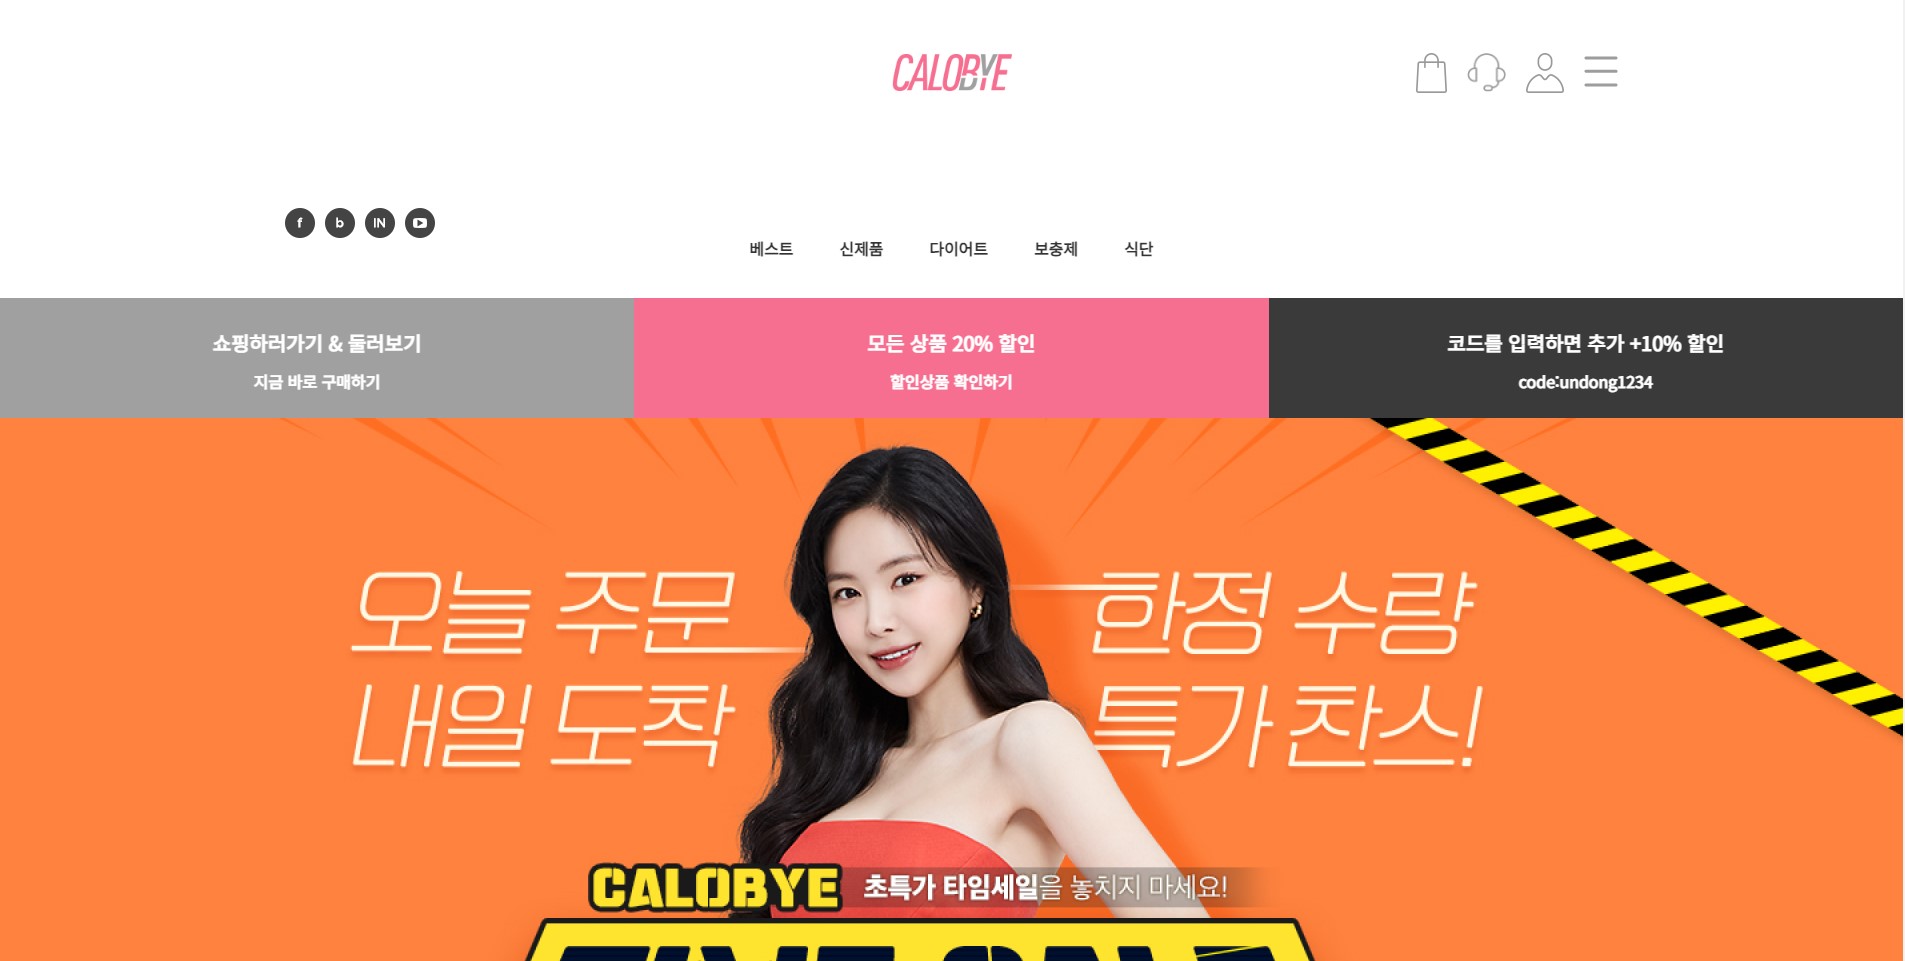 CALOBYE
f b IN
베스트 신제품 다이어트 보충제 식단
쇼핑하러가기 & 둘러보기
지금 바로 구매하기
모든 상품 20% 할인
할인상품 확인하기
코드를 입력하면 추가 +10% 할인
code:undong1234
오늘 주문
내일 도착
한정 수량
특가 찬스!
CALOBYE 초특가 타임세일을 놓치지 마세요!